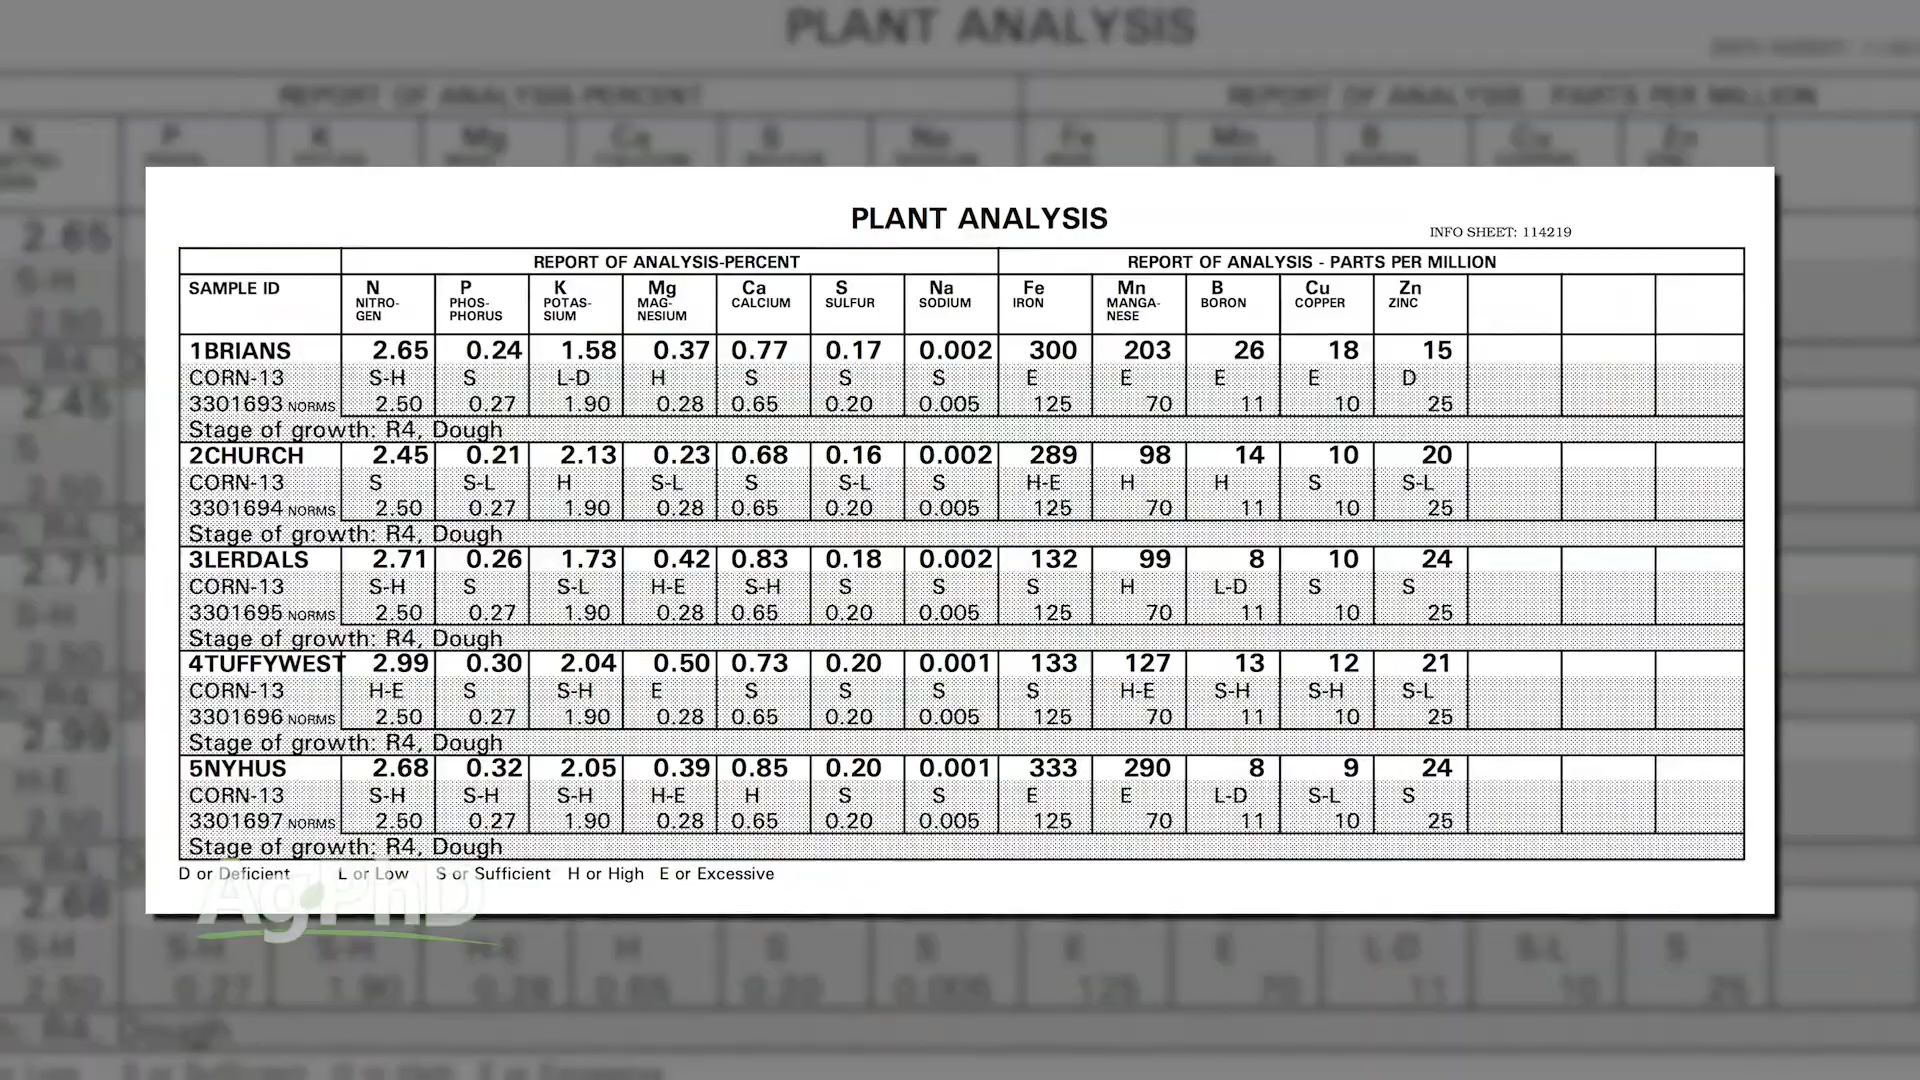 PLANT ANALYSIS
INFO SHEET: 114219
REPORT OF ANALYSIS-PERCENT REPORT OF ANALYSIS - PARTS PER MILLION
SAMPLE ID N P K Mg Ca S Na Fe Mn B Cu Zn
NITRO- PHOS- POTAS- MAG- CALCIUM SULFUR SODIUM IRON MANGA- BORON COPPER ZINC
GEN PHORUS SIUM NESIUM NESE
1BRIANS 2.65 0.24 1.58 0.37 0.77 0.17 0.002 300 203 26 18 15
CORN-13 S-H S L-D H S S S E E E E D
3301693 NORMS 2.50 0.27 1.90 0.28 0.65 0.20 0.005 125 70 11 10 25
Stage of growth: R4, Dough
2CHURCH 2.45 0.21 2.13 0.23 0.68 0.16 0.002 289 98 14 10 20
CORN-13 S S-L H S-L S S-L S H-E H H S S-L
3301694 NORMS 2.50 0.27 1.90 0.28 0.65 0.20 0.005 125 70 11 10 25
Stage of growth: R4, Dough
3LERDALS 2.71 0.26 1.73 0.42 0.83 0.18 0.002 132 99 8 10 24
CORN-13 S-H S S-L H-E S-H S S S H L-D S S
3301695 NORMS 2.50 0.27 1.90 0.28 0.65 0.20 0.005 125 70 11 10 25
Stage of growth: R4, Dough
4TUFFYWEST 2.99 0.30 2.04 0.50 0.73 0.20 0.001 133 127 13 12 21
CORN-13 H-E S S-H E S S S S H-E S-H S-H S-L
3301696 NORMS 2.50 0.27 1.90 0.28 0.65 0.20 0.005 125 70 11 10 25
Stage of growth: R4, Dough
5NYHUS 2.68 0.32 2.05 0.39 0.85 0.20 0.001 333 290 8 9 24
CORN-13 S-H S-H S-H H-E H S S E E L-D S-L S
3301697 NORMS 2.50 0.27 1.90 0.28 0.65 0.20 0.005 125 70 11 10 25
Stage of growth: R4, Dough
D or Deficient L or Low S or Sufficient H or High E or Excessive
AgPhD